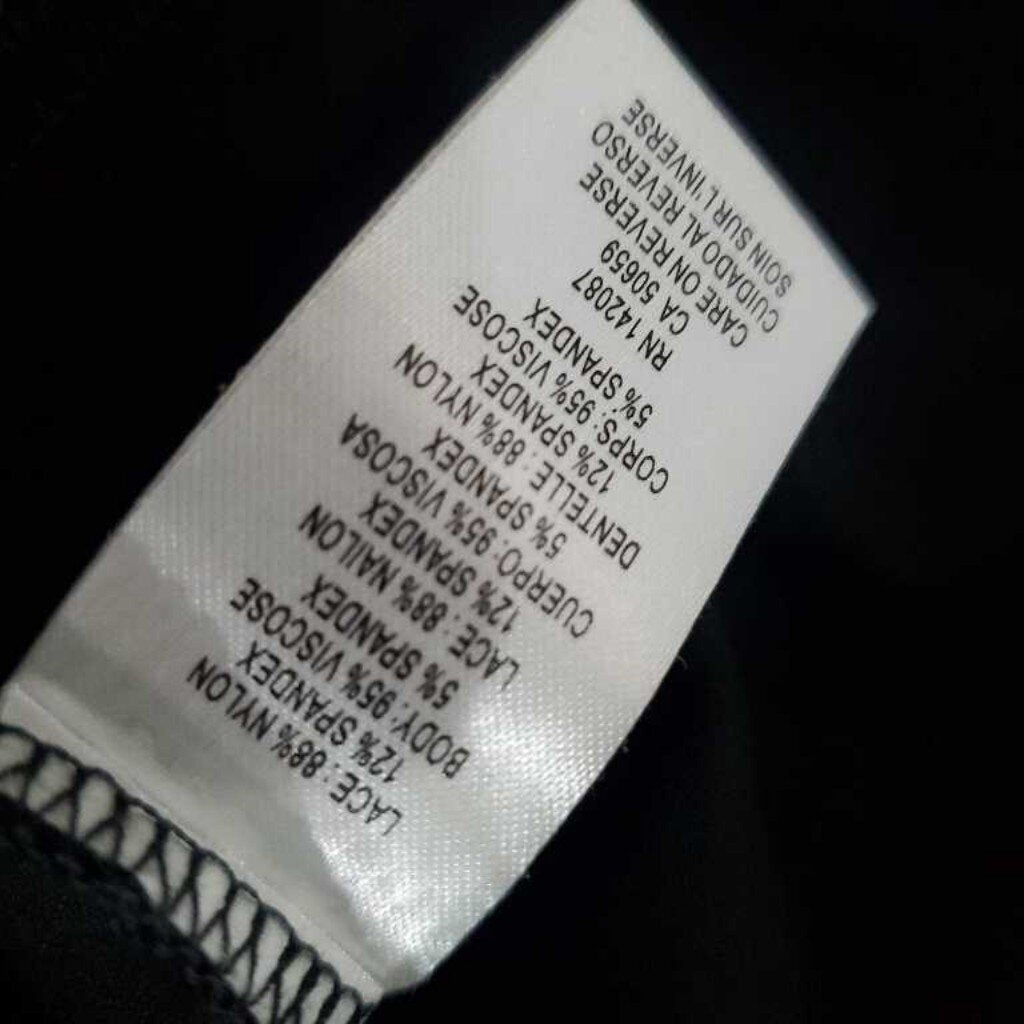 LACE : 88% NYLON
12% SPANDEX
BODY: 95% VISCOSE
5% SPANDEX
LACE : 88% NAILON
12% SPANDEX
CUERPO: 95% VISCOSA
5% SPANDEX
DENTELLE : 88% NYLON
12% SPANDEX
CORPS: 95% VISCOSE
5% SPANDEX
RN 142087
CA 50659
CARE ON REVERSE
CUIDADO AL REVERSO
SOIN SUR L'INVERSE